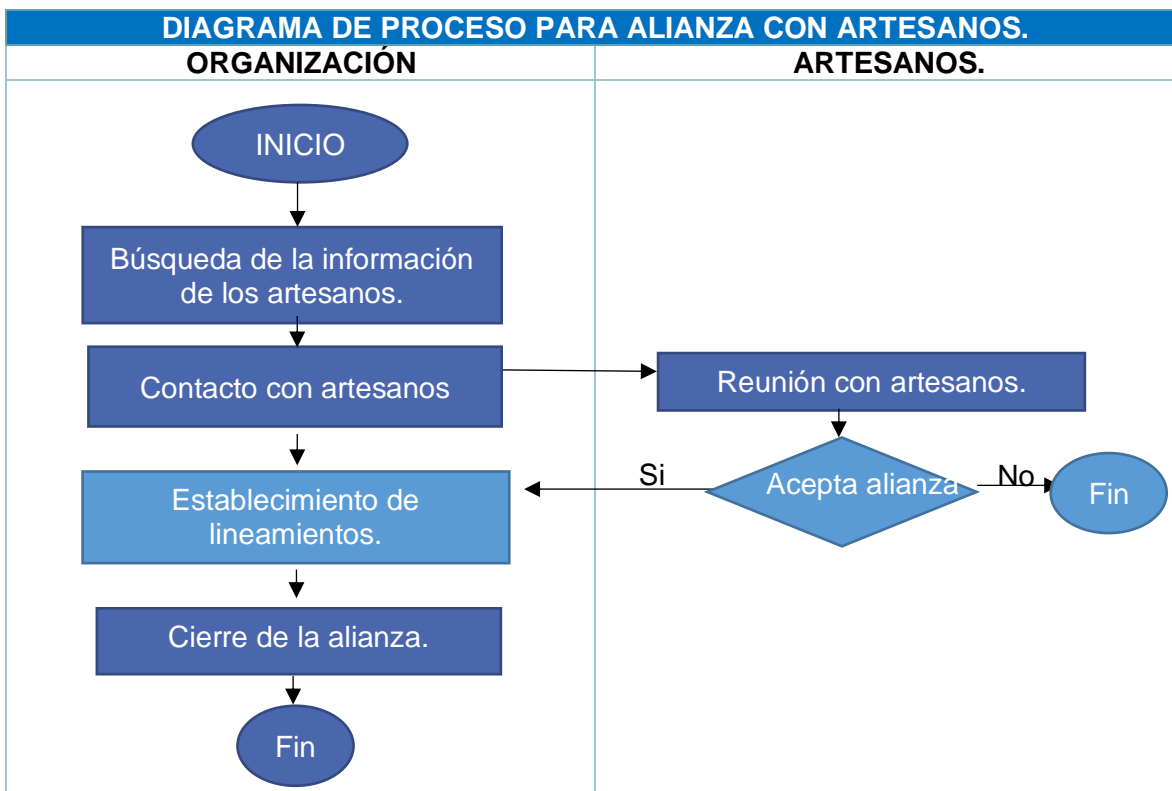 DIAGRAMA DE PROCESO PARA ALIANZA CON ARTESANOS.
ORGANIZACIÓN
ARTESANOS.
INICIO
Búsqueda de la información
de los artesanos.
Contacto con artesanos
Reunión con artesanos.
Si
Acepta alianza
No
Fin
Establecimiento de
lineamientos.
Cierre de la alianza.
Fin